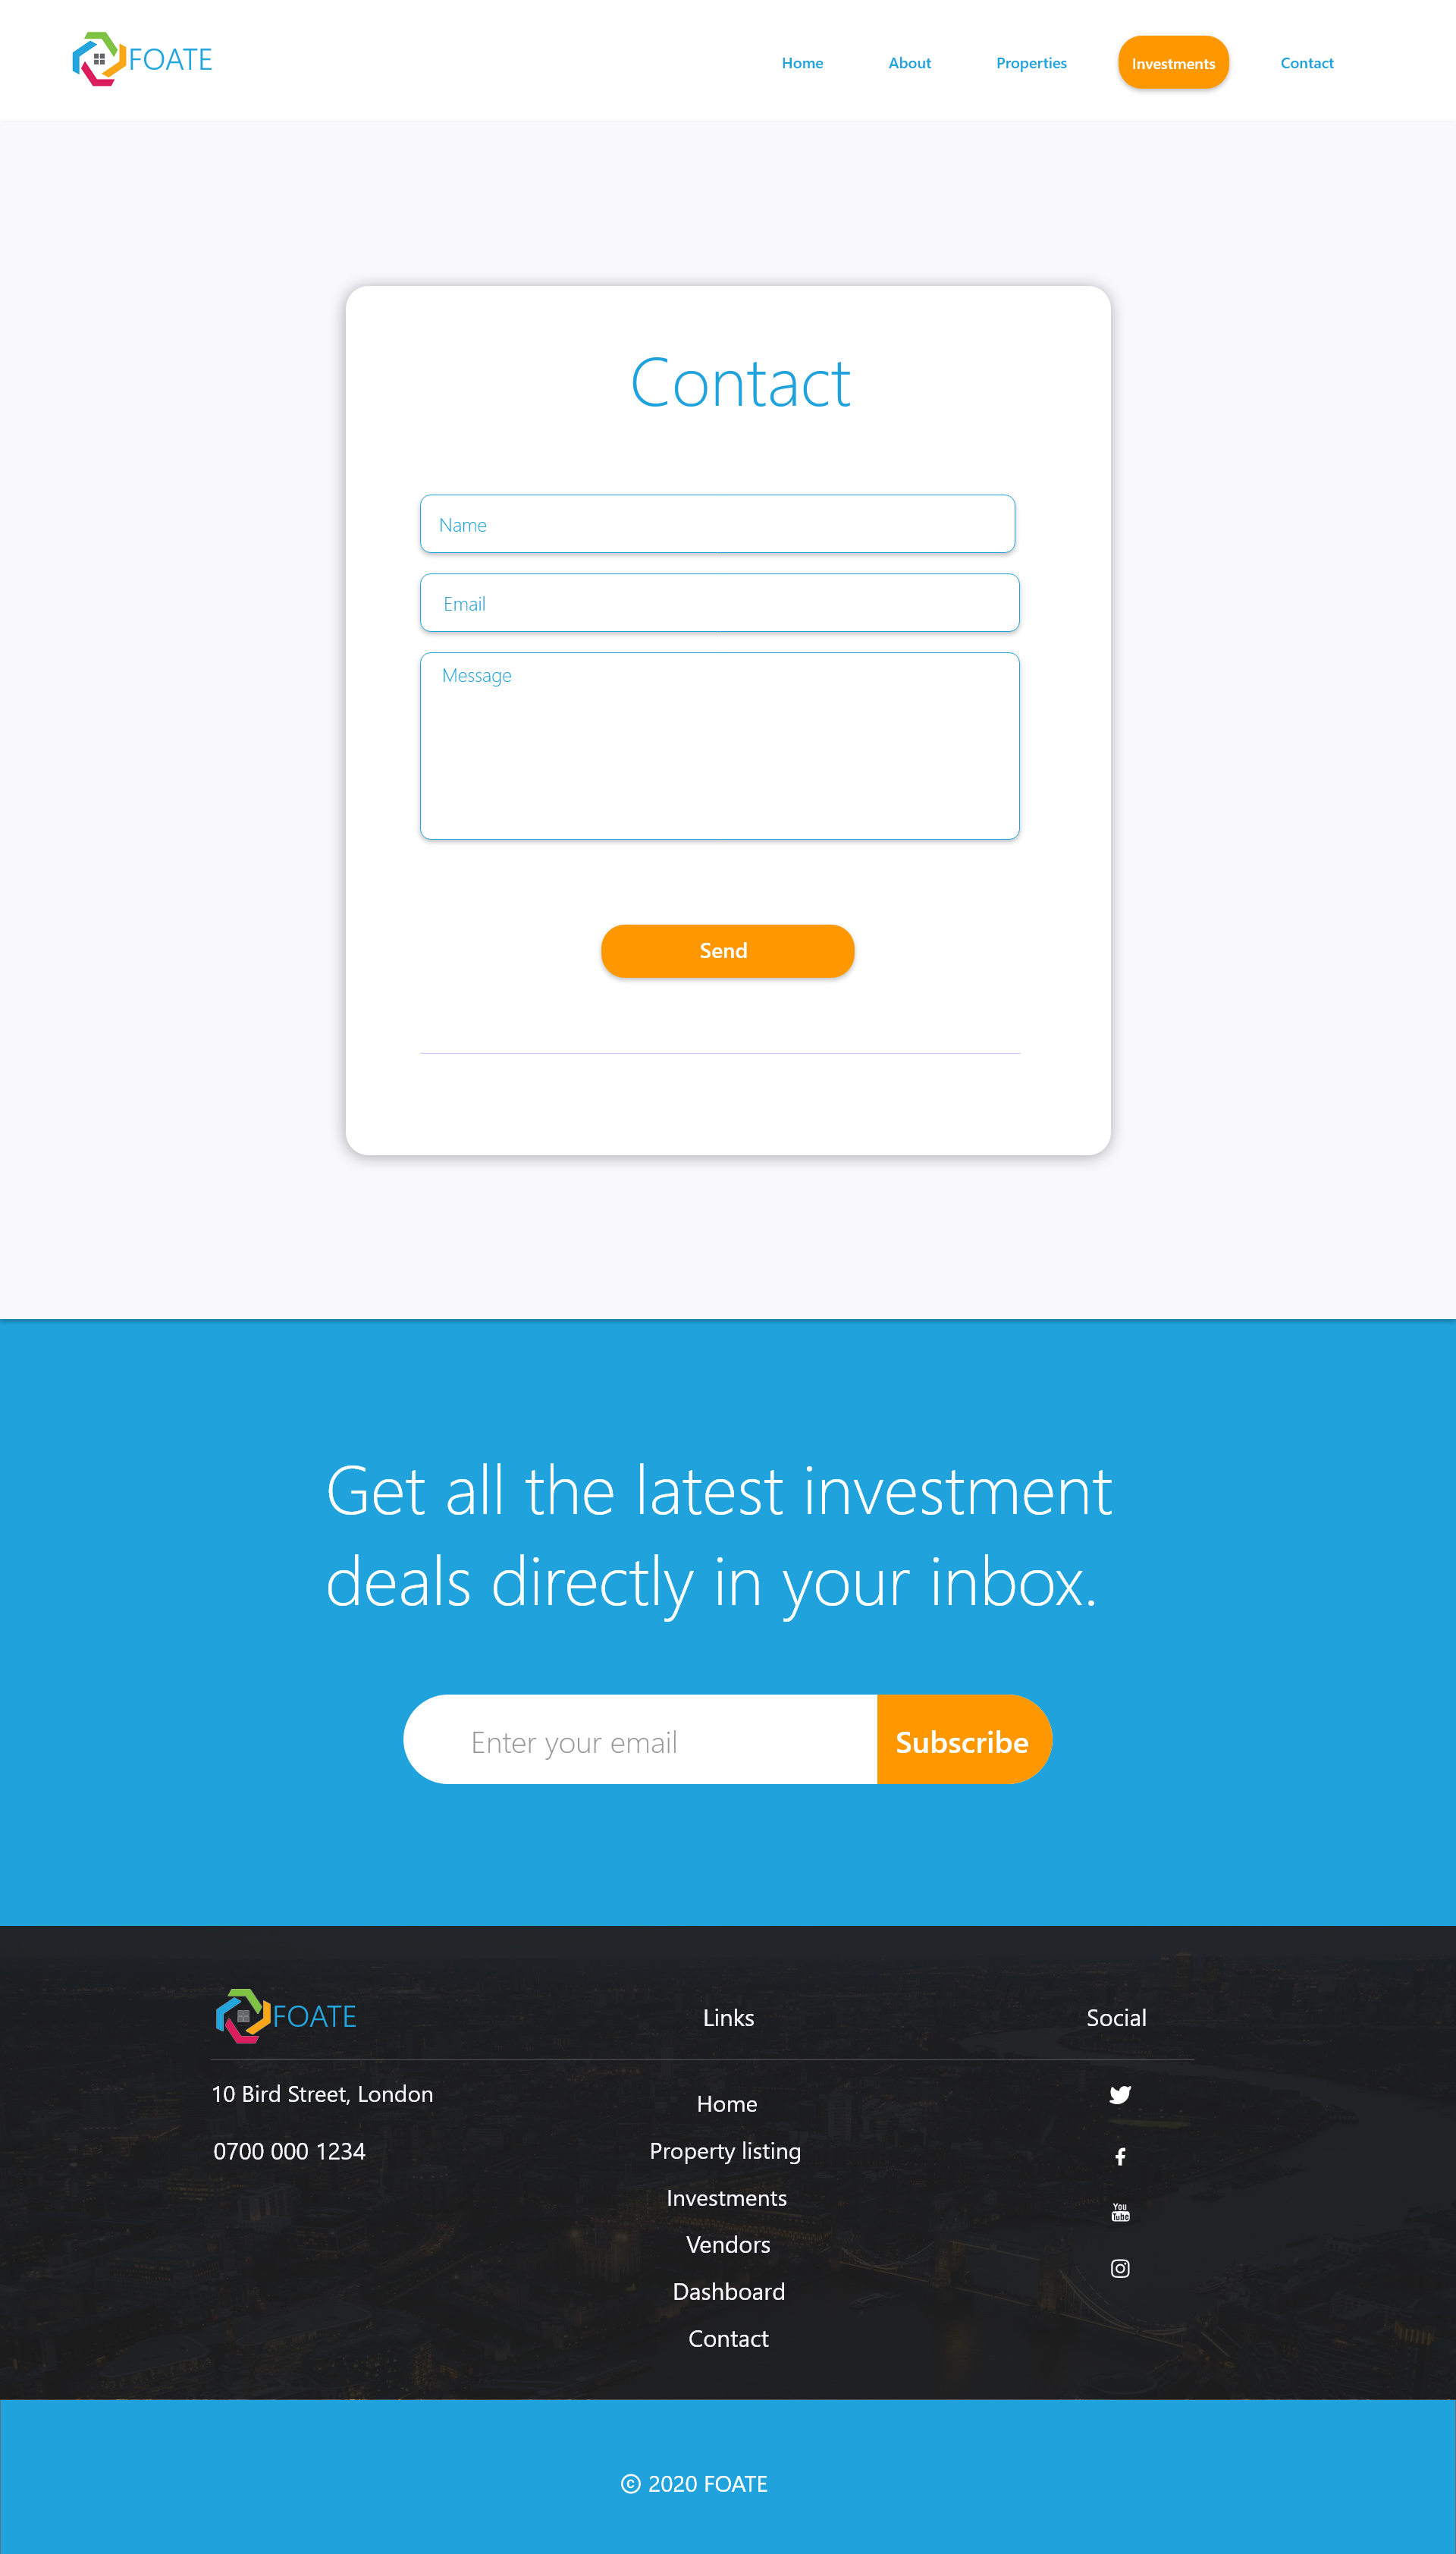 FOATE
Home
About
Properties
Investments
Contact
Contact
Name
Email
Message
Send
Get all the latest investment
deals directly in your inbox.
Enter your email
Subscribe
FOATE
Links
Social
10 Bird Street, London
0700 000 1234
Home
Property listing
Investments
Vendors
Dashboard
Contact
You
Tube
© 2020 FOATE